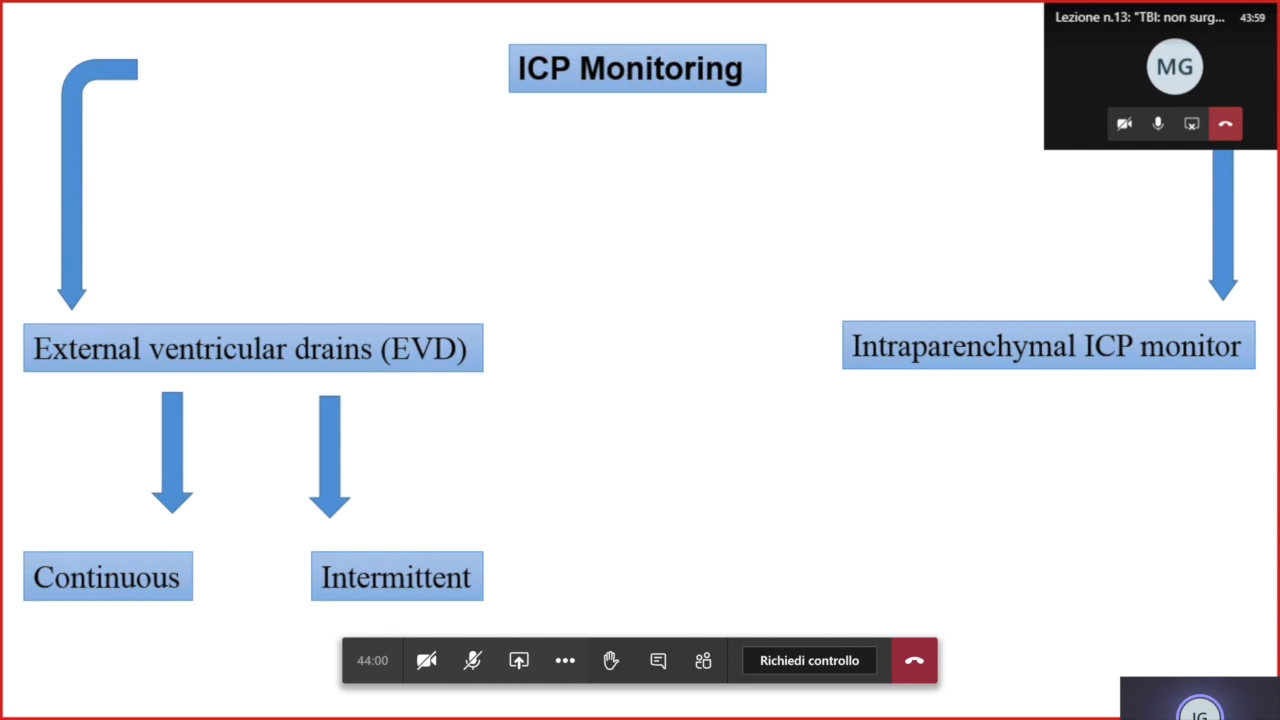 Lezione n.13: "TBI: non surg... 43:59
MG
ICP Monitoring
External ventricular drains (EVD)
Intraparenchymal ICP monitor
Continuous
Intermittent
44:00
Richiedi controllo